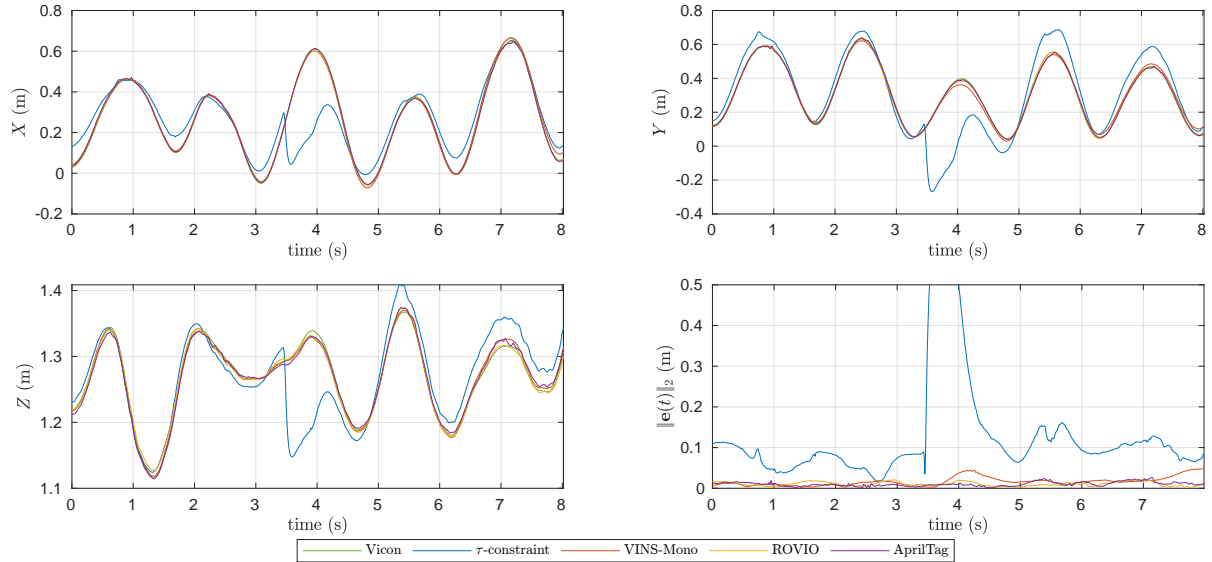 0.8
0.6
0.4
0.2
0
-0.2
X (m)
0 1 2 3 4 5 6 7 8
time (s)
0.8
0.6
0.4
0.2
0
-0.2
-0.4
Y (m)
0 1 2 3 4 5 6 7 8
time (s)
1.4
1.3
1.2
1.1
Z (m)
0 1 2 3 4 5 6 7 8
time (s)
0.5
0.4
0.3
0.2
0.1
0
‖e(t)‖₂ (m)
0 1 2 3 4 5 6 7 8
time (s)
Vicon τ-constraint VINS-Mono ROVIO AprilTag